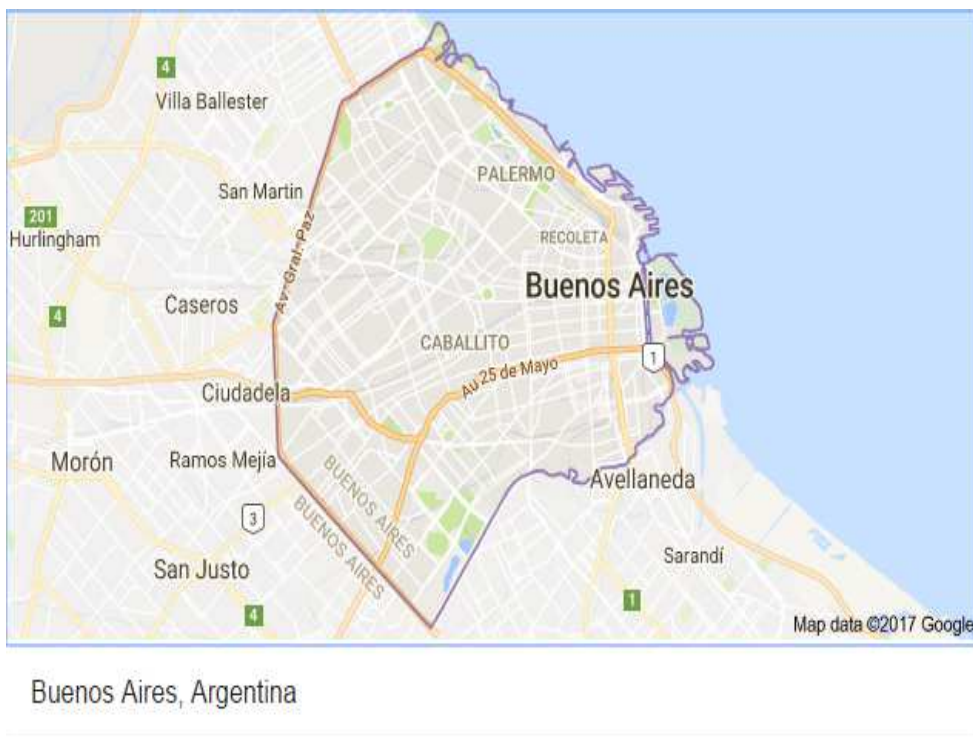 4
Villa Ballester
PALERMO
San Martin
201
Hurlingham
Av. Gral. Paz
RECOLETA
Buenos Aires
Caseros
4
CABALLITO
1
Au 25 de Mayo
Ciudadela
Morón
Ramos Mejía
BUENOS AIRES
BUENOS AIRES
Avellaneda
3
San Justo
Sarandí
4
1
Map data ©2017 Google
Buenos Aires, Argentina